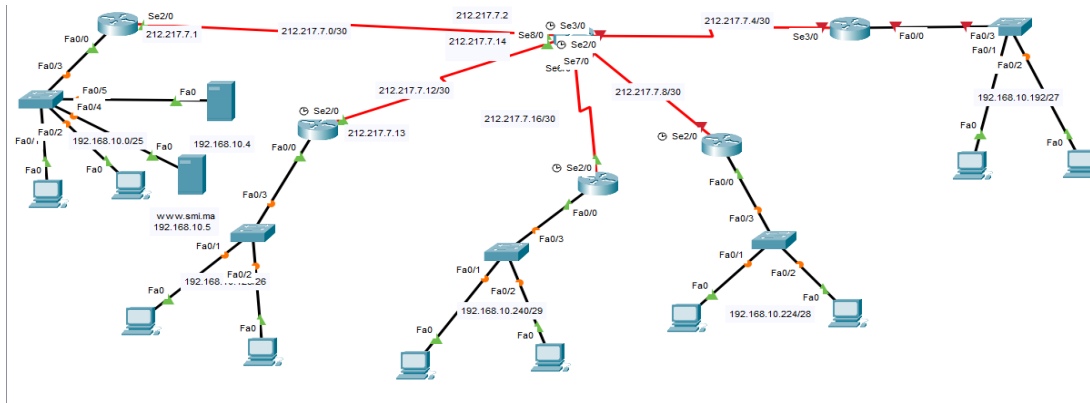 Se2/0
212.217.7.1
Fa0/0
212.217.7.0/30
212.217.7.2
212.217.7.14
Se8/0
Se3/0
Se2/0
Se7/0
212.217.7.4/30
Se3/0
Fa0/0
Fa0/3
Fa0/1
Fa0/2
Fa0/3
Fa0/5
Fa0/4
Fa0
Fa0/2
192.168.10.0/25
192.168.10.4
Fa0
Fa0
Fa0
212.217.7.12/30
Se2/0
212.217.7.13
Fa0/0
212.217.7.16/30
212.217.7.8/30
Se2/0
192.168.10.192/27
Fa0
Fa0
www.smi.ma
192.168.10.5
Fa0/3
Fa0/1
Fa0/2
Fa0
Fa0
Se2/0
Fa0/0
Fa0/3
Fa0/1
Fa0/2
192.168.10.240/29
Fa0
Fa0
Fa0/0
Fa0/3
Fa0/1
Fa0/2
Fa0
Fa0
192.168.10.224/28